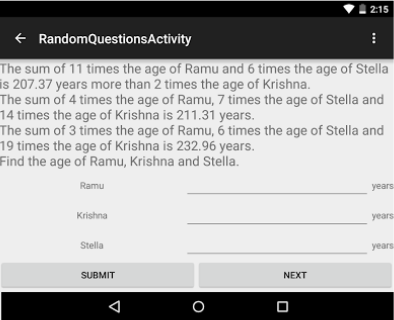 2:15
RandomQuestionsActivity
The sum of 11 times the age of Ramu and 6 times the age of Stella
is 207.37 years more than 2 times the age of Krishna.
The sum of 4 times the age of Ramu, 7 times the age of Stella and
14 times the age of Krishna is 211.31 years.
The sum of 3 times the age of Ramu, 6 times the age of Stella and
19 times the age of Krishna is 232.96 years.
Find the age of Ramu, Krishna and Stella.
Ramu years
Krishna years
Stella years
SUBMIT NEXT